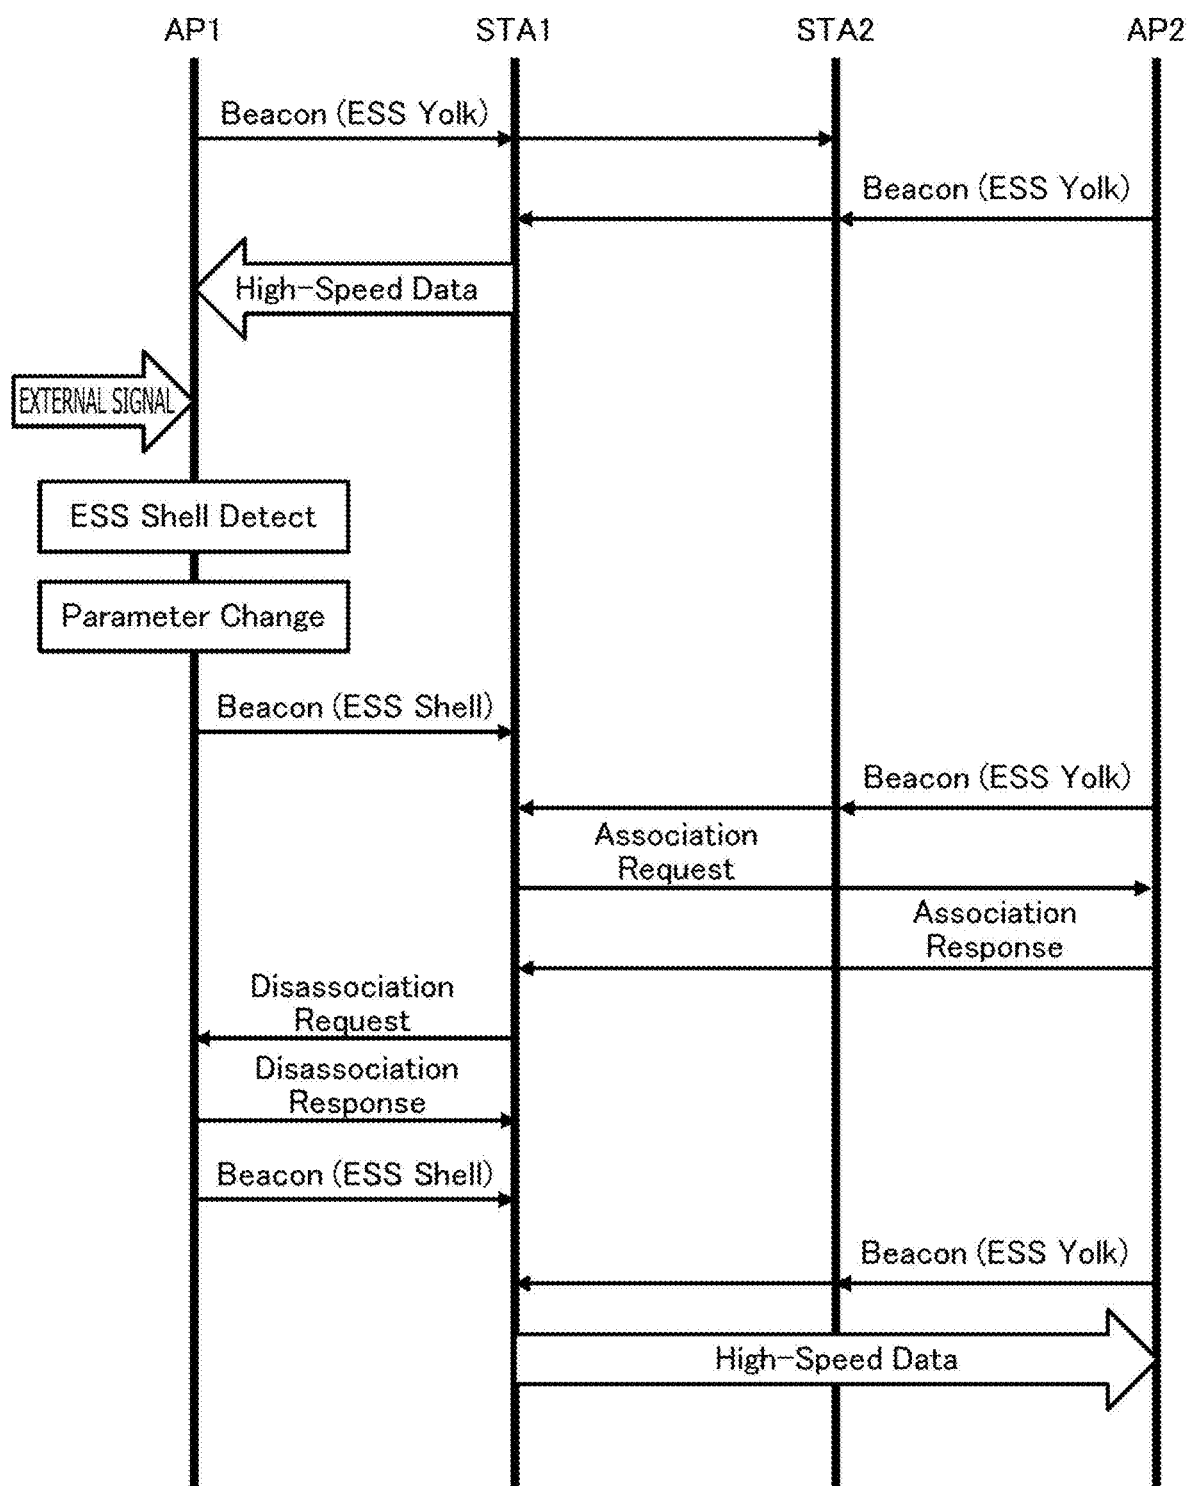 AP1 STA1 STA2 AP2
Beacon (ESS Yolk)
Beacon (ESS Yolk)
High-Speed Data
EXTERNAL SIGNAL
ESS Shell Detect
Parameter Change
Beacon (ESS Shell)
Beacon (ESS Yolk)
Association
Request
Association
Response
Disassociation
Request
Disassociation
Response
Beacon (ESS Shell)
Beacon (ESS Yolk)
High-Speed Data